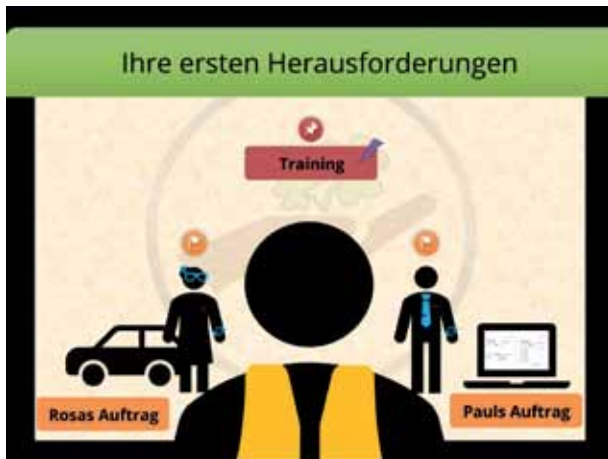 Ihre ersten Herausforderungen
Training
Rosas Auftrag
Pauls Auftrag